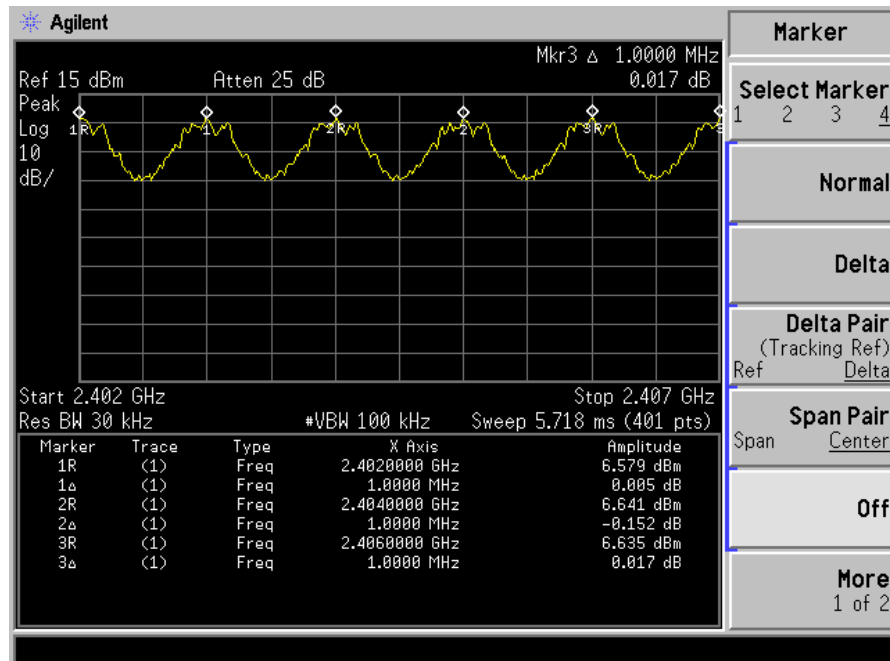 Agilent
Marker
Mkr3 Δ 1.0000 MHz
Ref 15 dBm Atten 25 dB 0.017 dB
Peak
Log
10
dB/
1R 1 2R 2 3R 3
Start 2.402 GHz Stop 2.407 GHz
Res BW 30 kHz #VBW 100 kHz Sweep 5.718 ms (401 pts)
Marker Trace Type X Axis Amplitude
1R (1) Freq 2.4020000 GHz 6.579 dBm
1Δ (1) Freq 1.0000 MHz 0.005 dB
2R (1) Freq 2.4040000 GHz 6.641 dBm
2Δ (1) Freq 1.0000 MHz -0.152 dB
3R (1) Freq 2.4060000 GHz 6.635 dBm
3Δ (1) Freq 1.0000 MHz 0.017 dB
Select Marker
1 2 3 4
Normal
Delta
Delta Pair
(Tracking Ref)
Ref Delta
Span Pair
Span Center
Off
More
1 of 2